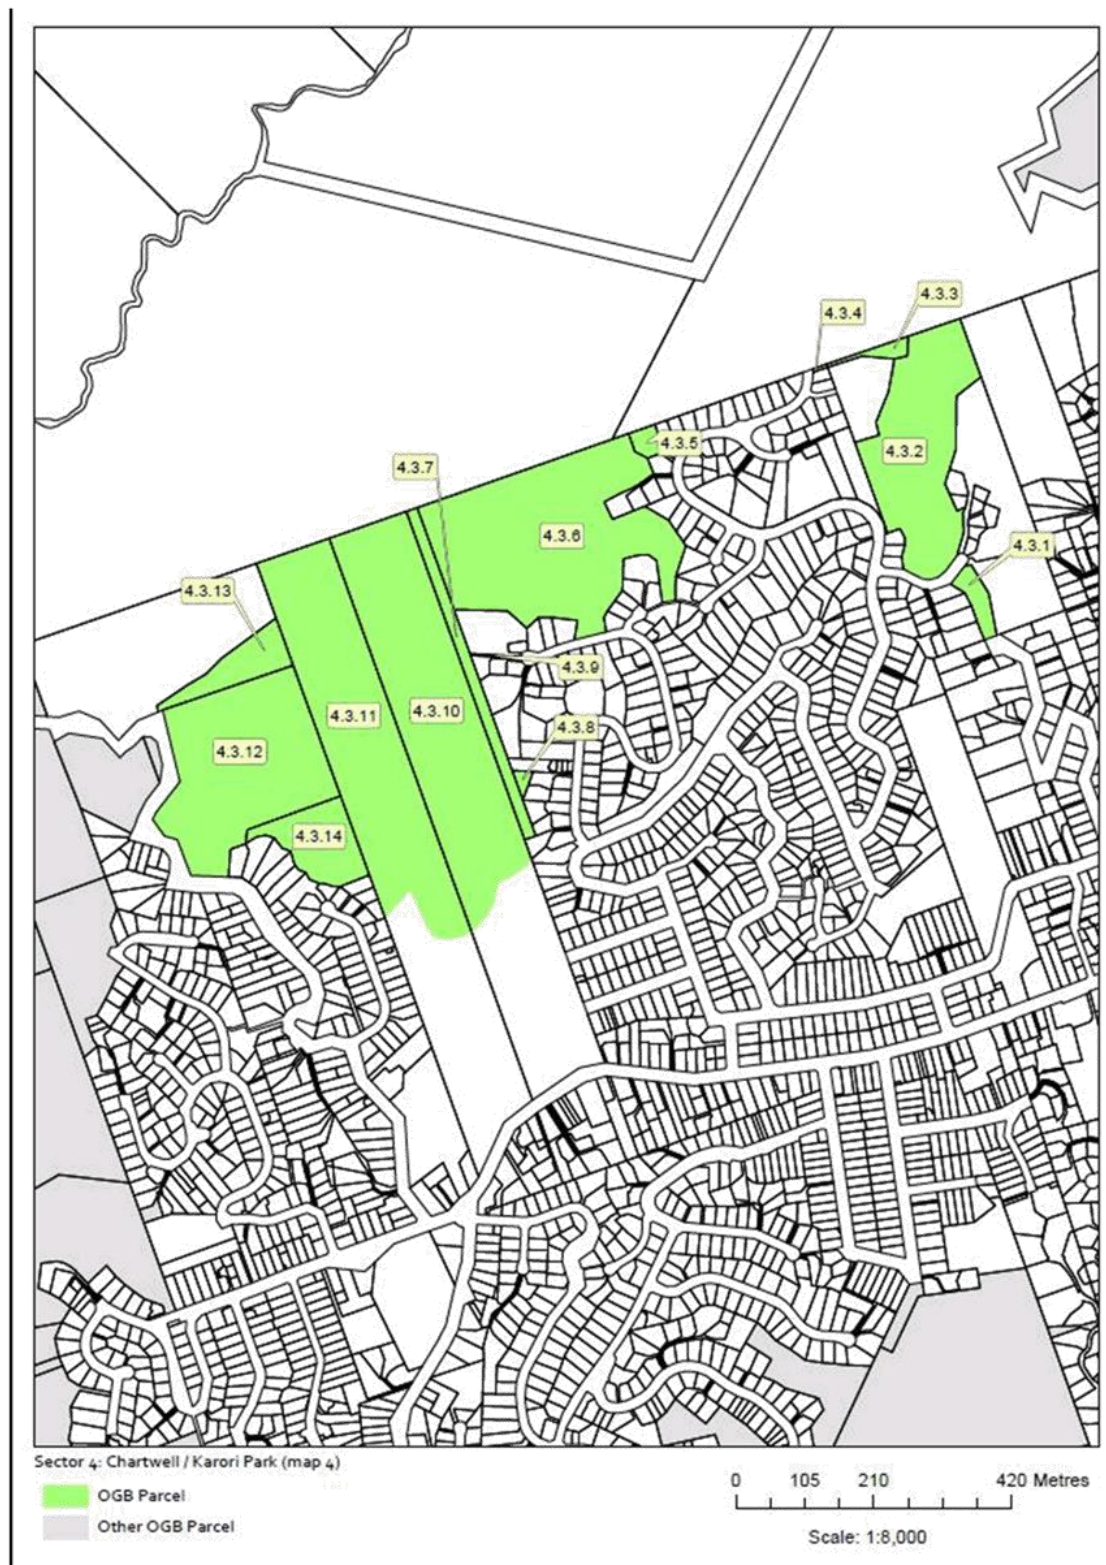 4.3.3
4.3.4
4.3.5
4.3.2
4.3.7
4.3.6
4.3.1
4.3.13
4.3.9
4.3.11
4.3.10
4.3.8
4.3.12
4.3.14
Sector 4: Chartwell / Karori Park (map 4)
OGB Parcel
Other OGB Parcel
0 105 210 420 Metres
Scale: 1:8,000